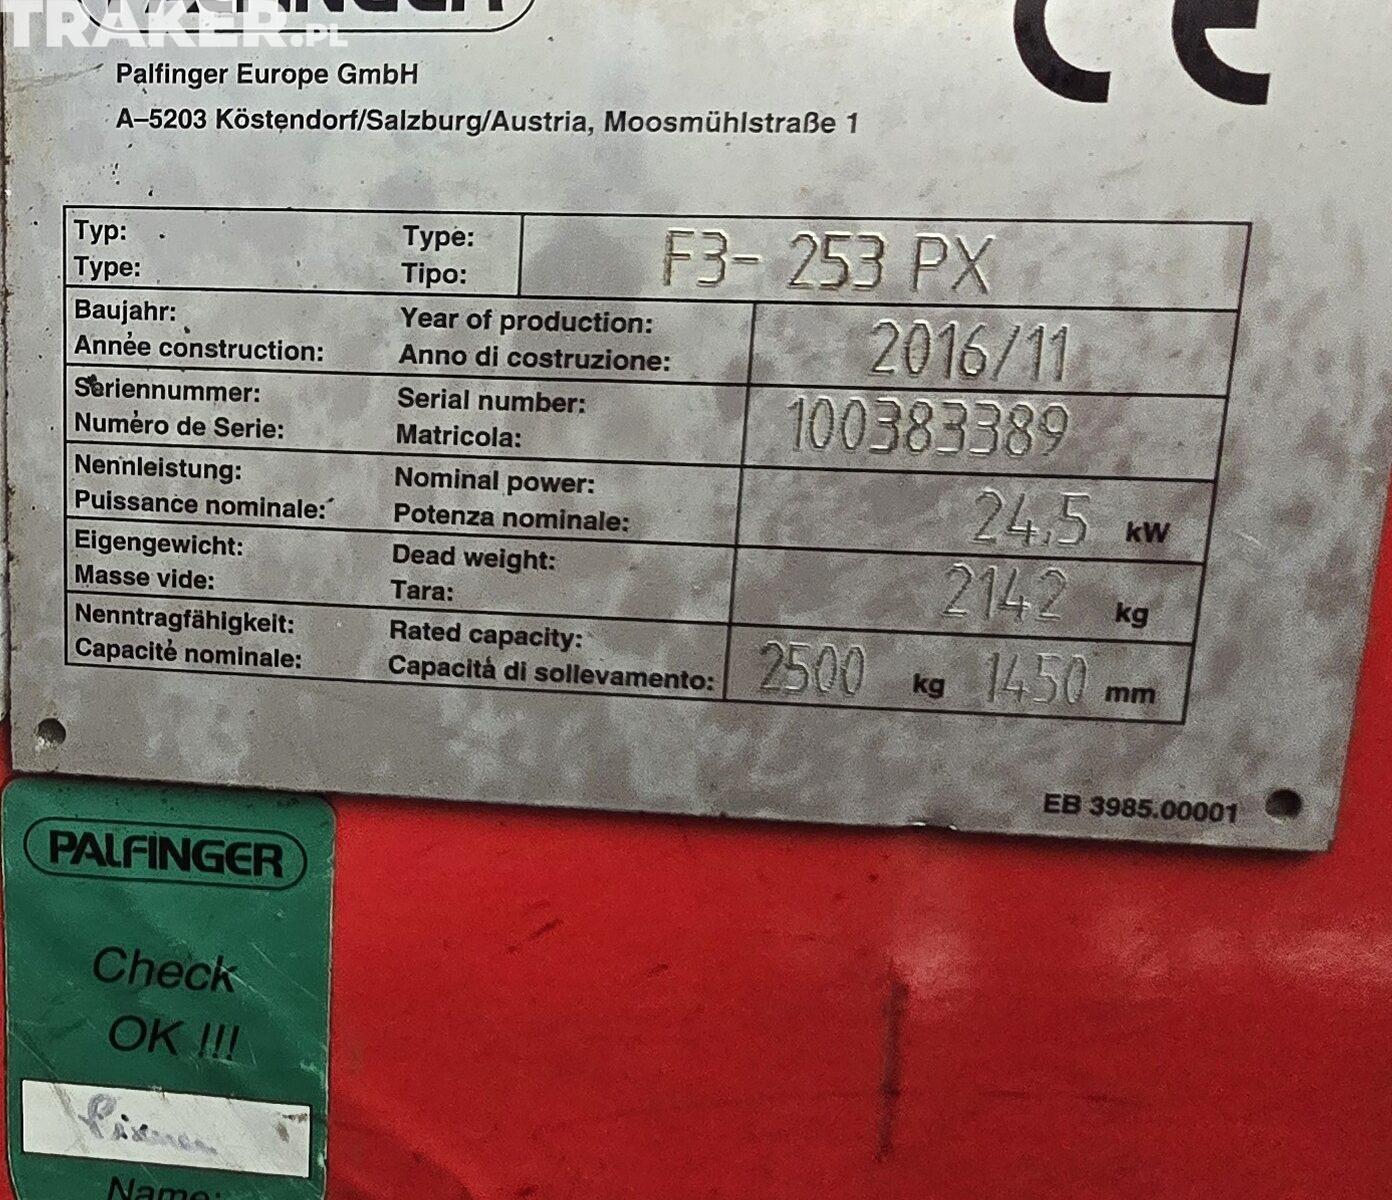 PALFINGER
TRAKER.PL
Palfinger Europe GmbH
A–5203 Köstendorf/Salzburg/Austria, Moosmühlstraße 1
CE
Typ: Type: F3- 253 PX
Type: Tipo:
Baujahr: Year of production: 2016/11
Année construction: Anno di costruzione:
Seriennummer: Serial number: 100383389
Numéro de Serie: Matricola:
Nennleistung: Nominal power: 24.5 kW
Puissance nominale: Potenza nominale:
Eigengewicht: Dead weight: 2142 kg
Masse vide: Tara:
Nenntragfähigkeit: Rated capacity: 2500 kg 1450 mm
Capacité nominale: Capacità di sollevamento:
EB 3985.00001
PALFINGER
Check
OK !!!
Name: